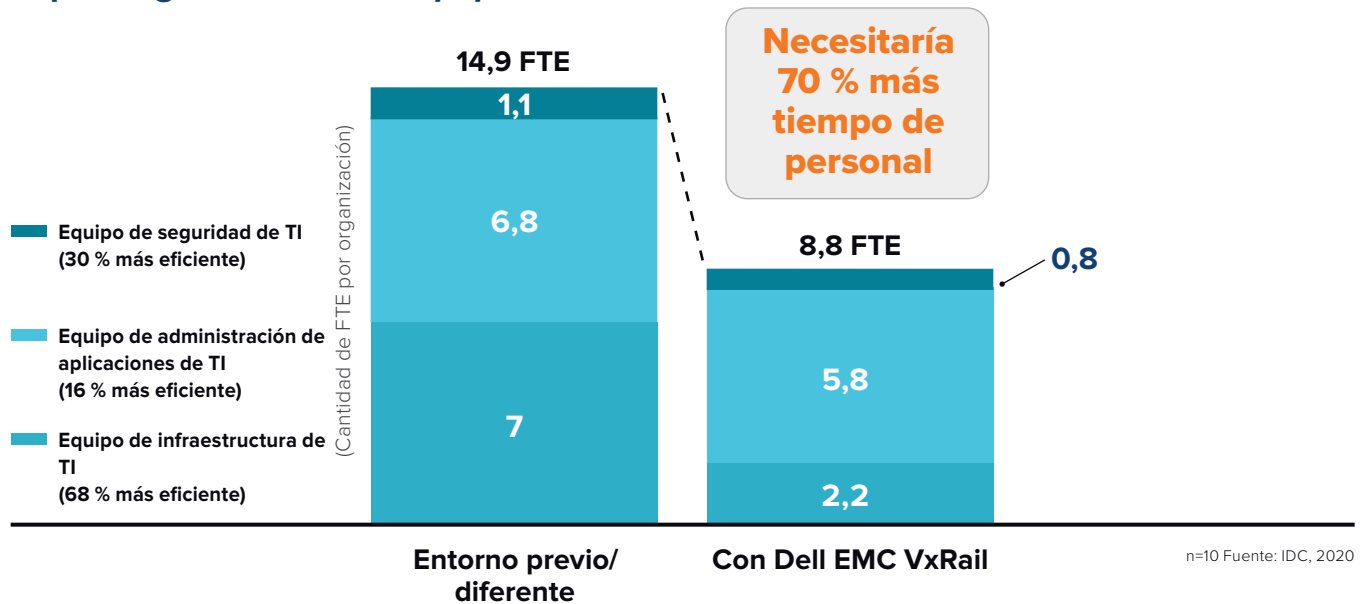 Necesitaría
70 % más
tiempo de
personal
14,9 FTE
1,1
6,8
7
(Cantidad de FTE por organización)
8,8 FTE
0,8
5,8
2,2
Equipo de seguridad de TI
(30 % más eficiente)
Equipo de administración de
aplicaciones de TI
(16 % más eficiente)
Equipo de infraestructura de
TI
(68 % más eficiente)
Entorno previo/
diferente
Con Dell EMC VxRail
n=10 Fuente: IDC, 2020